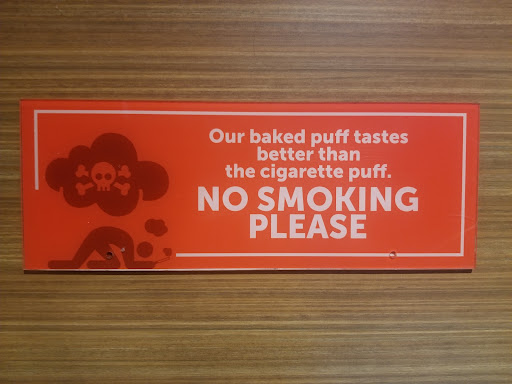 Our baked puff tastes
better than
the cigarette puff.
NO SMOKING
PLEASE